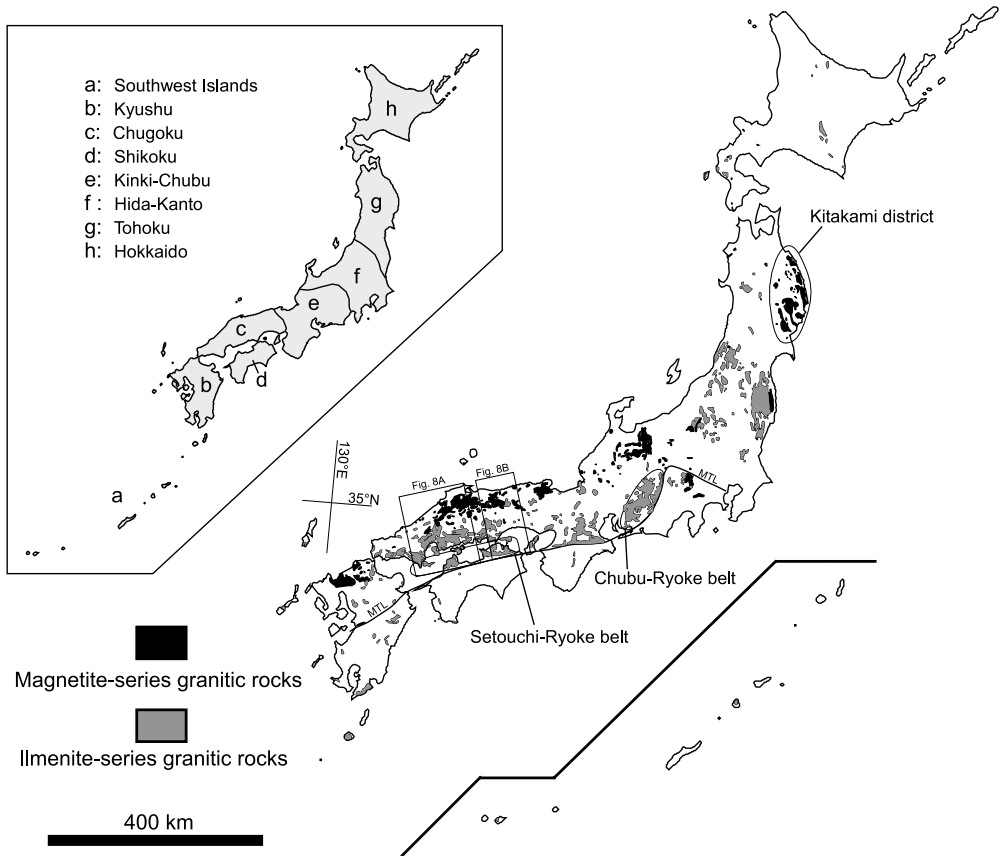 a: Southwest Islands
b: Kyushu
c: Chugoku
d: Shikoku
e: Kinki-Chubu
f: Hida-Kanto
g: Tohoku
h: Hokkaido
h
g
f
e
c
d
b
a
Kitakami district
130°E
35°N
Fig. 8A
Fig. 8B
MTL
MTL
Chubu-Ryoke belt
Setouchi-Ryoke belt
Magnetite-series granitic rocks
Ilmenite-series granitic rocks
400 km